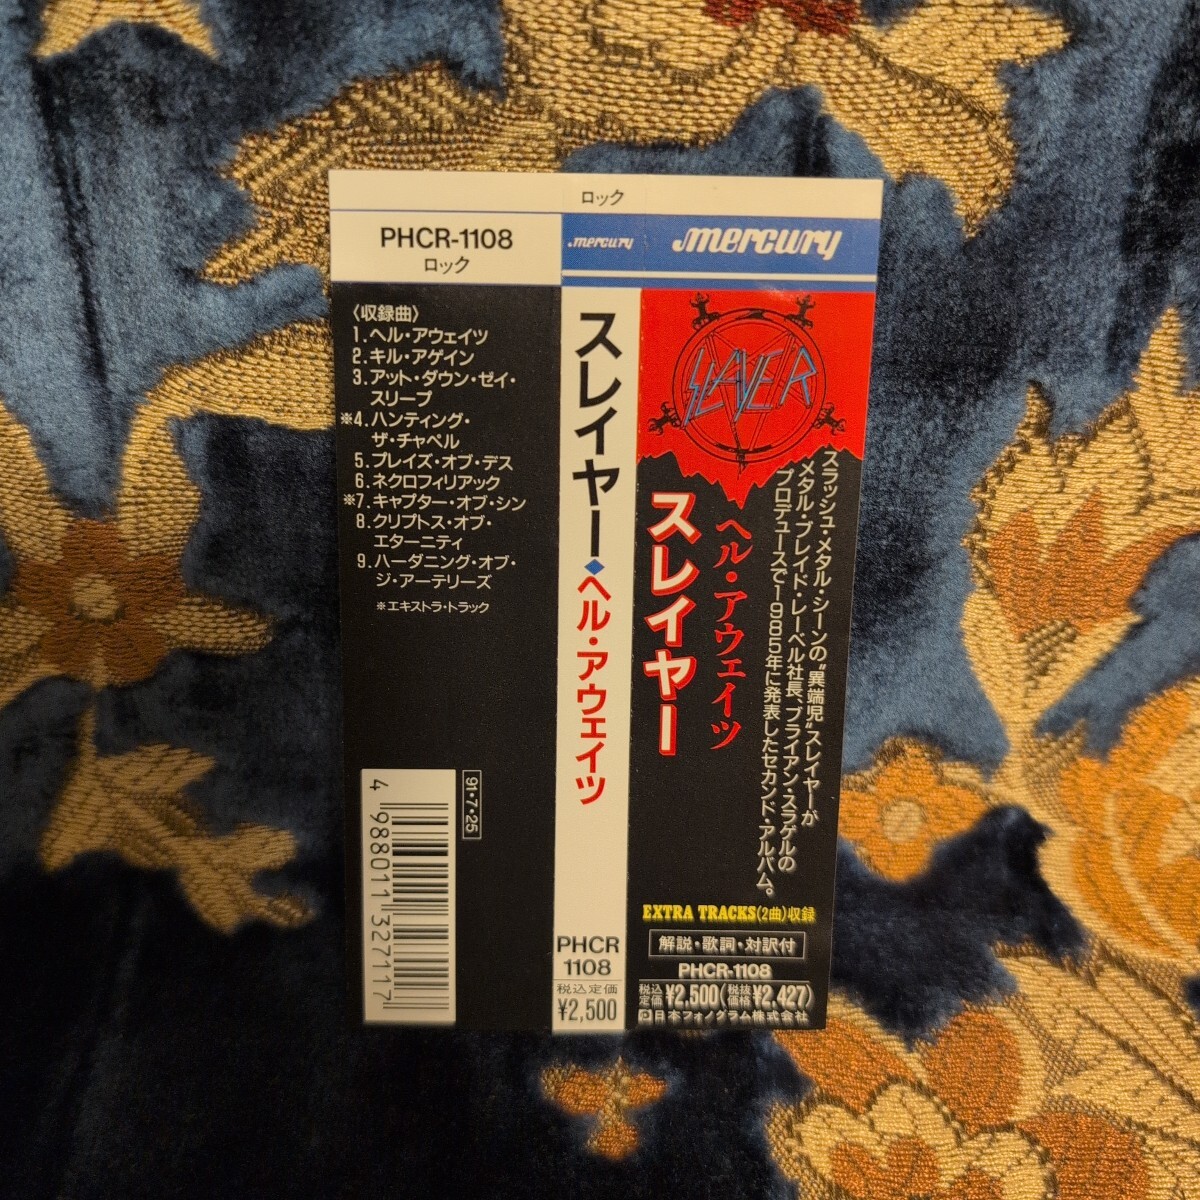 ロック
PHCR-1108
ロック
〈収録曲〉
1. ヘル・アウェイツ
2. キル・アゲイン
3. アット・ダウン・ゼイ・
スリープ
※4. ハンティング・
ザ・チャペル
5. プレイズ・オブ・デス
6. ネクロフィリアック
※7. キャプター・オブ・シン
8. クリプトス・オブ・
エターニティ
9. ハーダニング・オブ・
ジ・アーテリーズ
※エキストラ・トラック
91・7・25
4 988011 327117
mercury
スレイヤー◆ヘル・アウェイツ
PHCR
1108
税込定価
¥2,500
mercury
SLAYER
スラッシュ・メタル・シーンの"異端児"スレイヤーが
メタル・ブレイド・レーベル社長、ブライアン・スラゲルの
プロデュースで1985年に発表したセカンド・アルバム。
ヘル・アウェイツ
スレイヤー
EXTRA TRACKS(2曲)収録
解説・歌詞・対訳付
PHCR-1108
税込定価¥2,500(税抜価格¥2,427)
Ⓟ日本フォノグラム株式会社